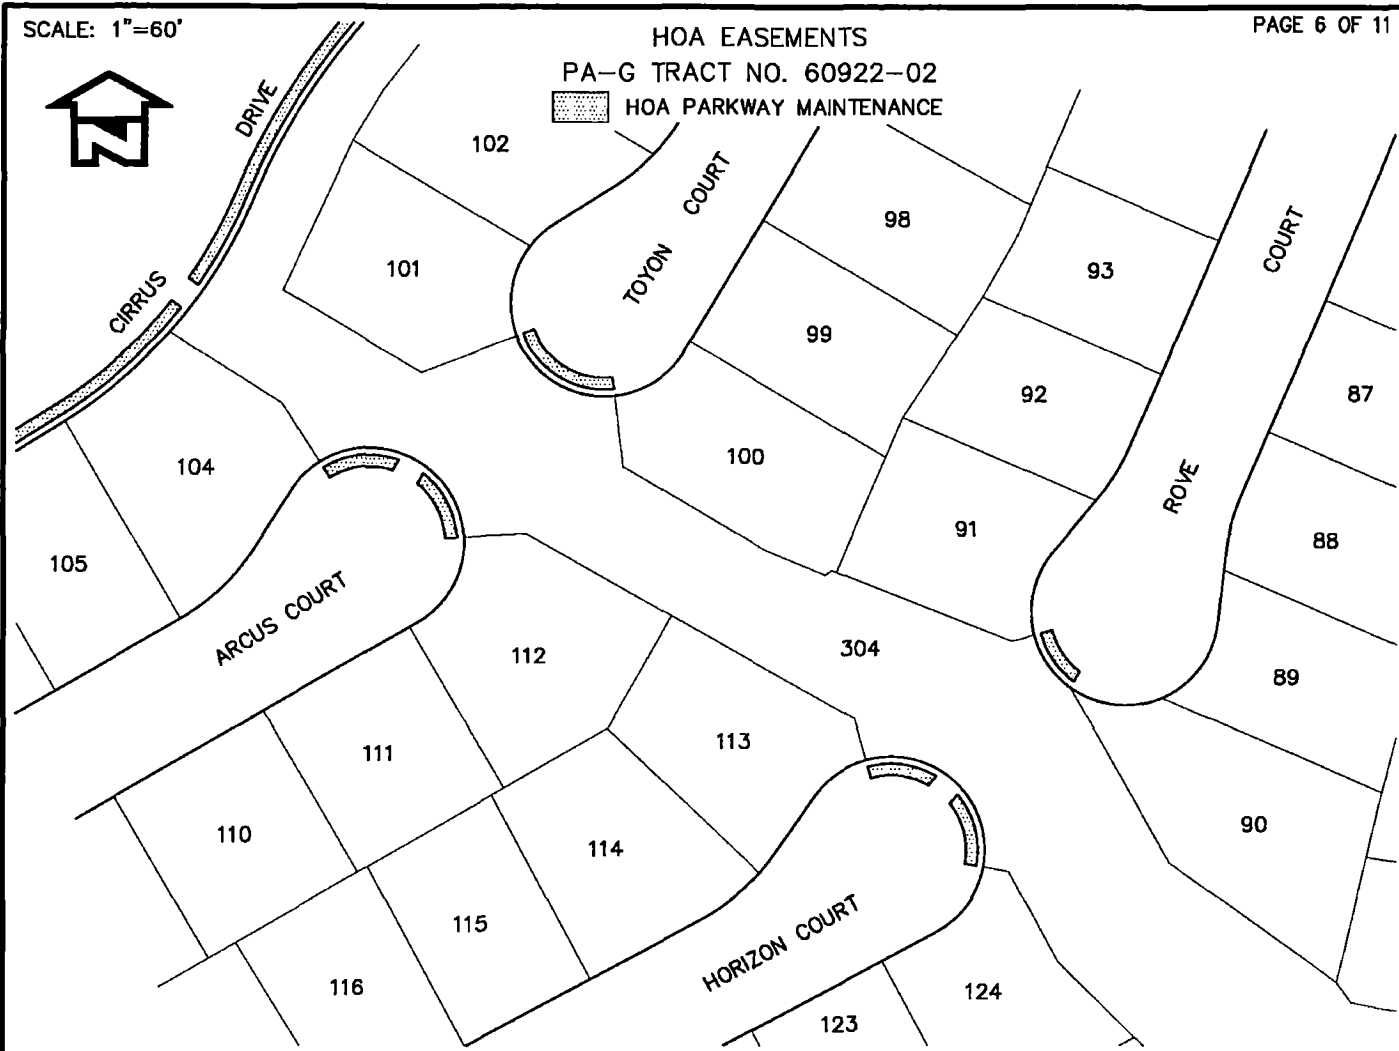 SCALE: 1"=60'
PAGE 6 OF 11
HOA EASEMENTS
PA-G TRACT NO. 60922-02
HOA PARKWAY MAINTENANCE
N
CIRRUS DRIVE
102
101
TOYON COURT
98
99
100
93
92
91
ROVE COURT
87
88
89
90
104
105
ARCUS COURT
304
112
111
110
113
114
115
116
HORIZON COURT
123
124